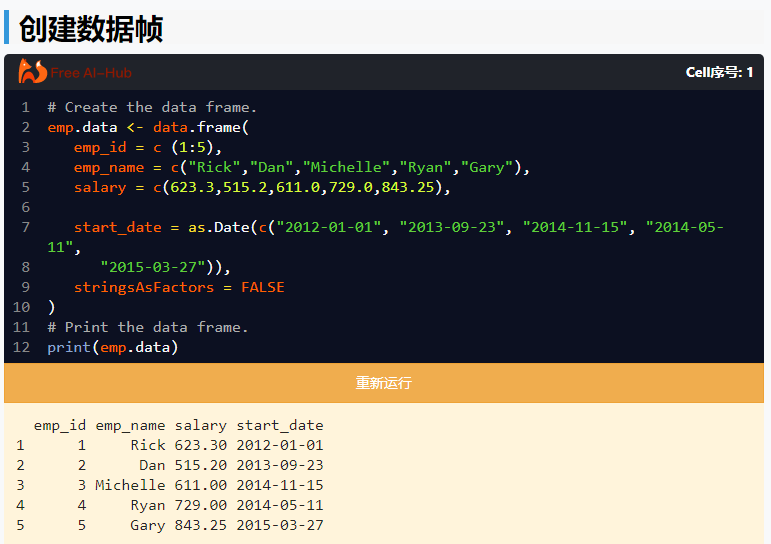 创建数据帧
Free AI-Hub
Cell序号: 1
1 # Create the data frame.
2 emp.data <- data.frame(
3    emp_id = c (1:5),
4    emp_name = c("Rick","Dan","Michelle","Ryan","Gary"),
5    salary = c(623.3,515.2,611.0,729.0,843.25),
6
7    start_date = as.Date(c("2012-01-01", "2013-09-23", "2014-11-15", "2014-05-
11",
8       "2015-03-27")),
9    stringsAsFactors = FALSE
10 )
11 # Print the data frame.
12 print(emp.data)
重新运行
  emp_id emp_name salary start_date
1      1     Rick 623.30 2012-01-01
2      2      Dan 515.20 2013-09-23
3      3 Michelle 611.00 2014-11-15
4      4     Ryan 729.00 2014-05-11
5      5     Gary 843.25 2015-03-27